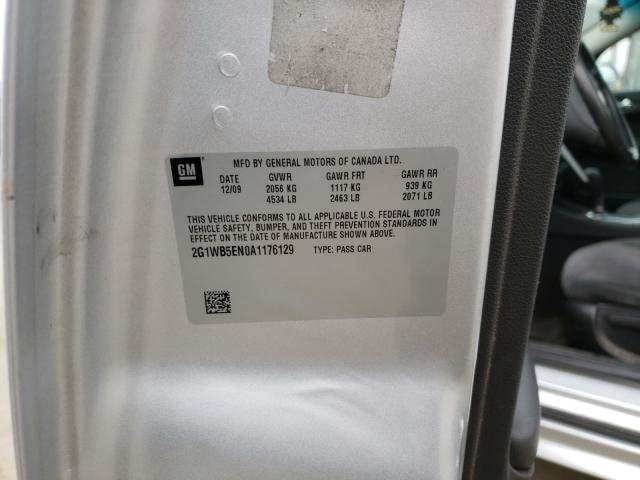 GM
MFD BY GENERAL MOTORS OF CANADA LTD.
DATE GVWR GAWR FRT GAWR RR
12/09 2056 KG 1117 KG 939 KG
4534 LB 2463 LB 2071 LB
THIS VEHICLE CONFORMS TO ALL APPLICABLE U.S. FEDERAL MOTOR
VEHICLE SAFETY, BUMPER, AND THEFT PREVENTION STANDARDS
IN EFFECT ON THE DATE OF MANUFACTURE SHOWN ABOVE.
2G1WB5EN0A1176129 TYPE: PASS CAR